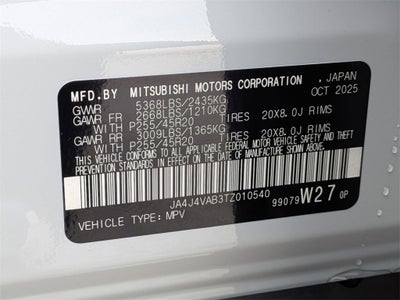 MFD.BY MITSUBISHI MOTORS CORPORATION, JAPAN
OCT 2025
GVWR 5368LBS/2435KG
GAWR FR 2668LBS/1210KG
WITH P255/45R20 20X8.0J RIMS
GAWR RR 3009LBS/1365KG
WITH P255/45R20 20X8.0J RIMS
THIS VEHICLE CONFORMS TO ALL APPLICABLE FEDERAL MOTOR VEHICLE SAFETY AND
THEFT PREVENTION STANDARDS IN EFFECT ON THE DATE OF MANUFACTURE SHOWN ABOVE.
JA4J4VAB3TZ010540
VEHICLE TYPE: MPV
99079 W27 0P